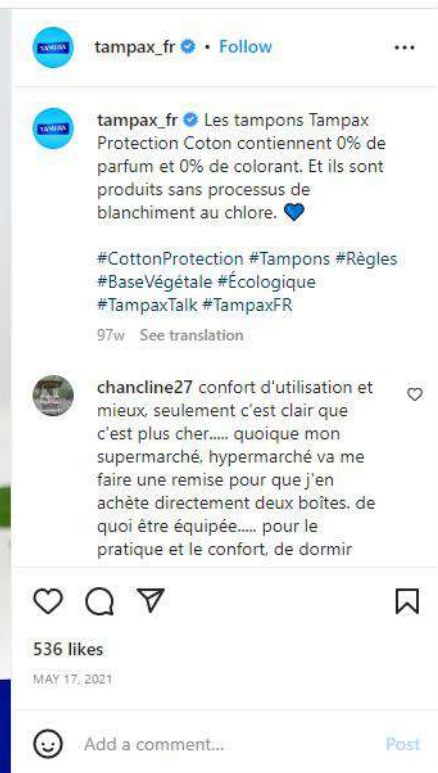 TAMPAX
tampax_fr • Follow
TAMPAX
tampax_fr Les tampons Tampax
Protection Coton contiennent 0% de
parfum et 0% de colorant. Et ils sont
produits sans processus de
blanchiment au chlore. 💙
#CottonProtection #Tampons #Règles
#BaseVégétale #Écologique
#TampaxTalk #TampaxFR
97w See translation
chancline27 confort d'utilisation et
mieux, seulement c'est clair que
c'est plus cher..... quoique mon
supermarché, hypermarché va me
faire une remise pour que j'en
achète directement deux boîtes. de
quoi être équipée..... pour le
pratique et le confort, de dormir
536 likes
MAY 17, 2021
Add a comment... Post